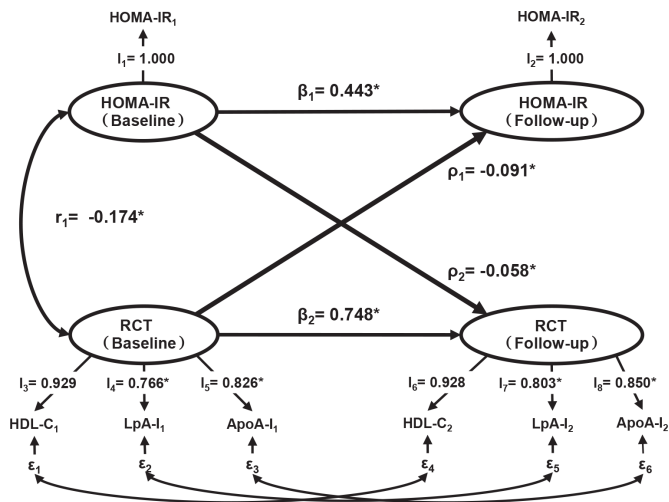 HOMA-IR₁ HOMA-IR₂
l₁= 1.000 l₂= 1.000
HOMA-IR
（Baseline）
β₁= 0.443*
HOMA-IR
（Follow-up）
ρ₁= -0.091*
r₁= -0.174*
ρ₂= -0.058*
RCT
（Baseline）
β₂= 0.748*
RCT
（Follow-up）
l₃= 0.929 l₄= 0.766* l₅= 0.826* l₆= 0.928 l₇= 0.803* l₈= 0.850*
HDL-C₁ LpA-I₁ ApoA-I₁ HDL-C₂ LpA-I₂ ApoA-I₂
ε₁ ε₂ ε₃ ε₄ ε₅ ε₆